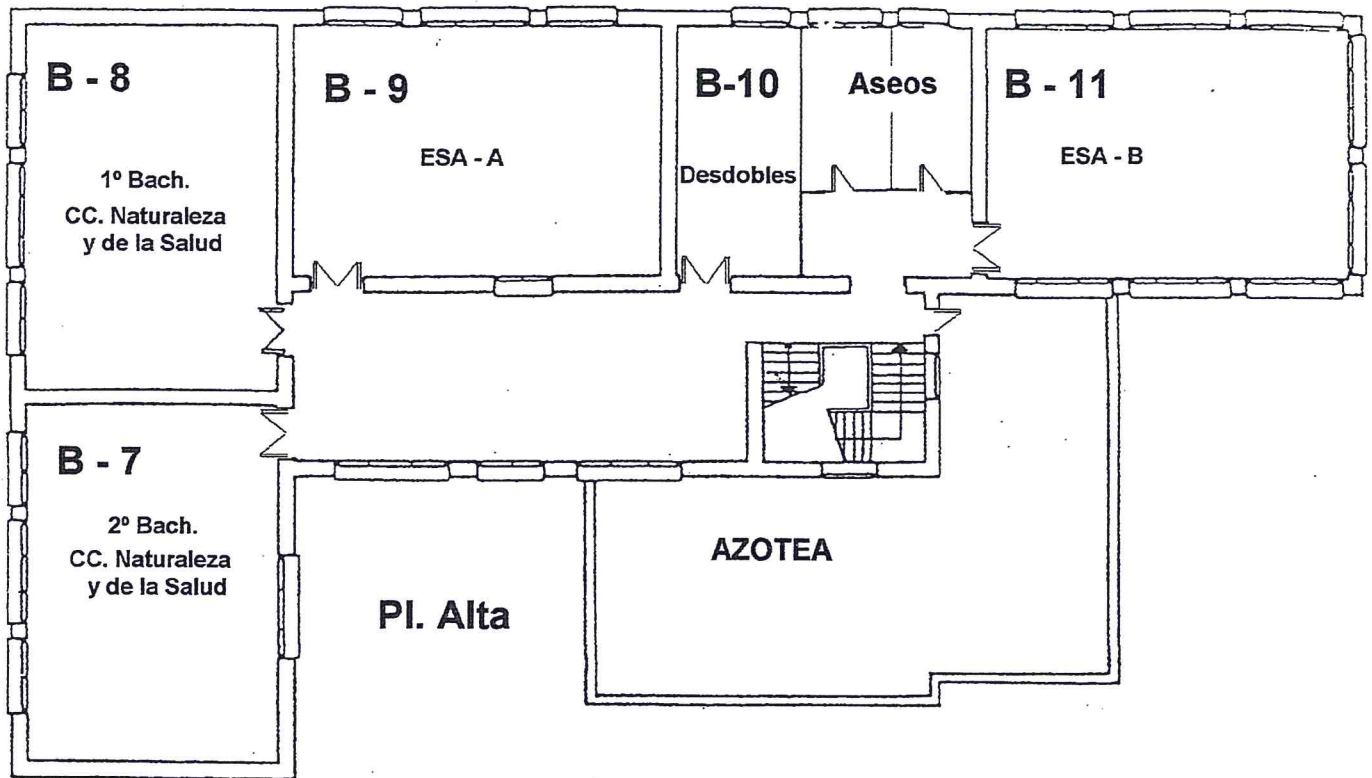 B - 8
1º Bach.
CC. Naturaleza
y de la Salud
B - 9
ESA - A
B-10
Desdobles
Aseos
B - 11
ESA - B
B - 7
2º Bach.
CC. Naturaleza
y de la Salud
Pl. Alta
AZOTEA